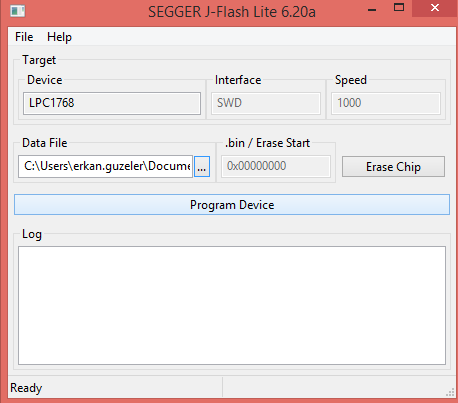 SEGGER J-Flash Lite 6.20a
File Help
Target
Device Interface Speed
LPC1768 SWD 1000
Data File .bin / Erase Start
C:\Users\erkan.guzeler\Docume ... 0x00000000 Erase Chip
Program Device
Log
Ready